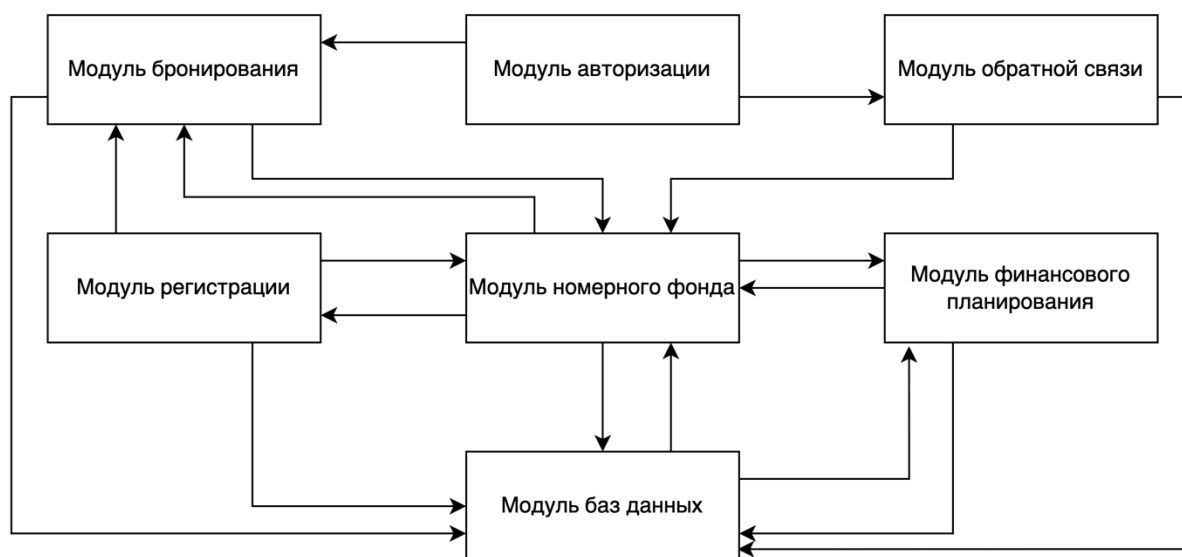 Модуль бронирования
Модуль авторизации
Модуль обратной связи
Модуль регистрации
Модуль номерного фонда
Модуль финансового
планирования
Модуль баз данных